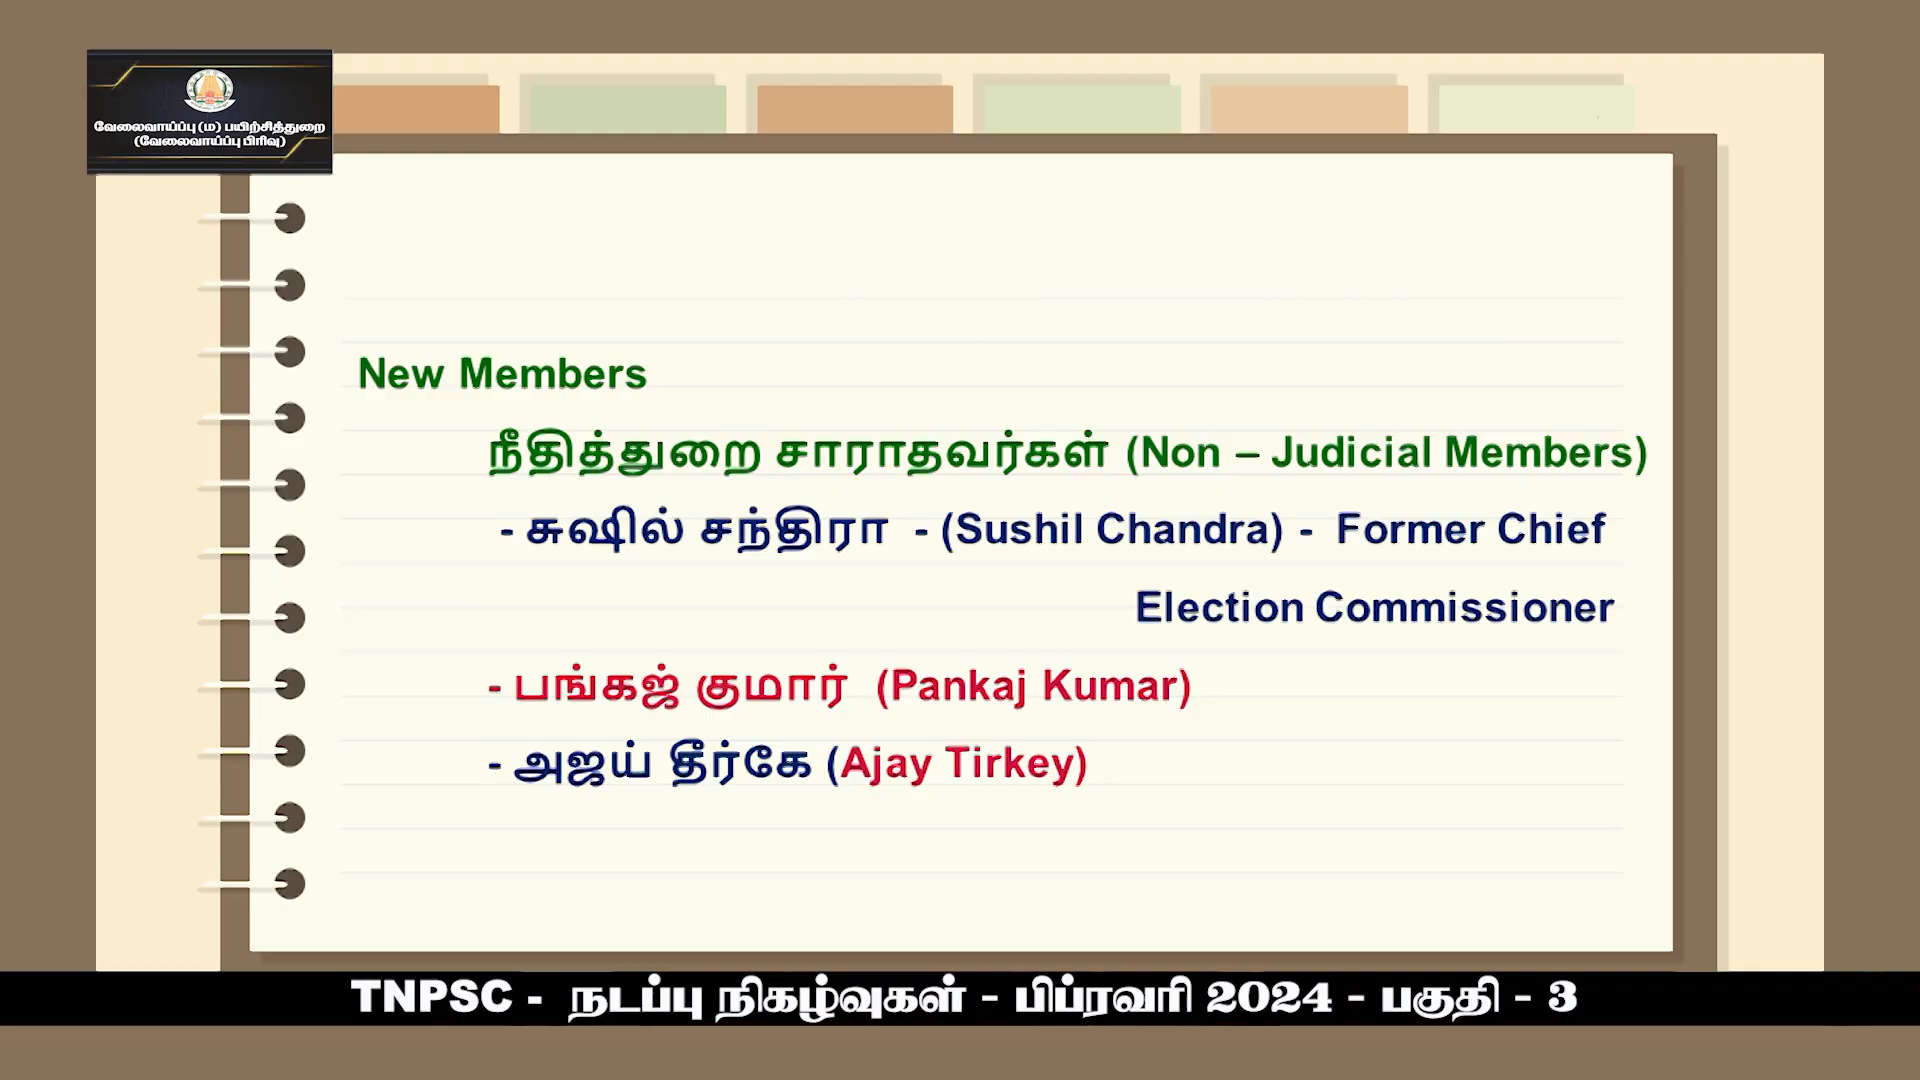 வேலைவாய்ப்பு (ம) பயிற்சித்துறை
(வேலைவாய்ப்பு பிரிவு)
New Members
நீதித்துறை சாராதவர்கள் (Non – Judicial Members)
- சுஷில் சந்திரா - (Sushil Chandra) - Former Chief
Election Commissioner
- பங்கஜ் குமார் (Pankaj Kumar)
- அஜய் தீர்கே (Ajay Tirkey)
TNPSC - நடப்பு நிகழ்வுகள் - பிப்ரவரி 2024 - பகுதி - 3